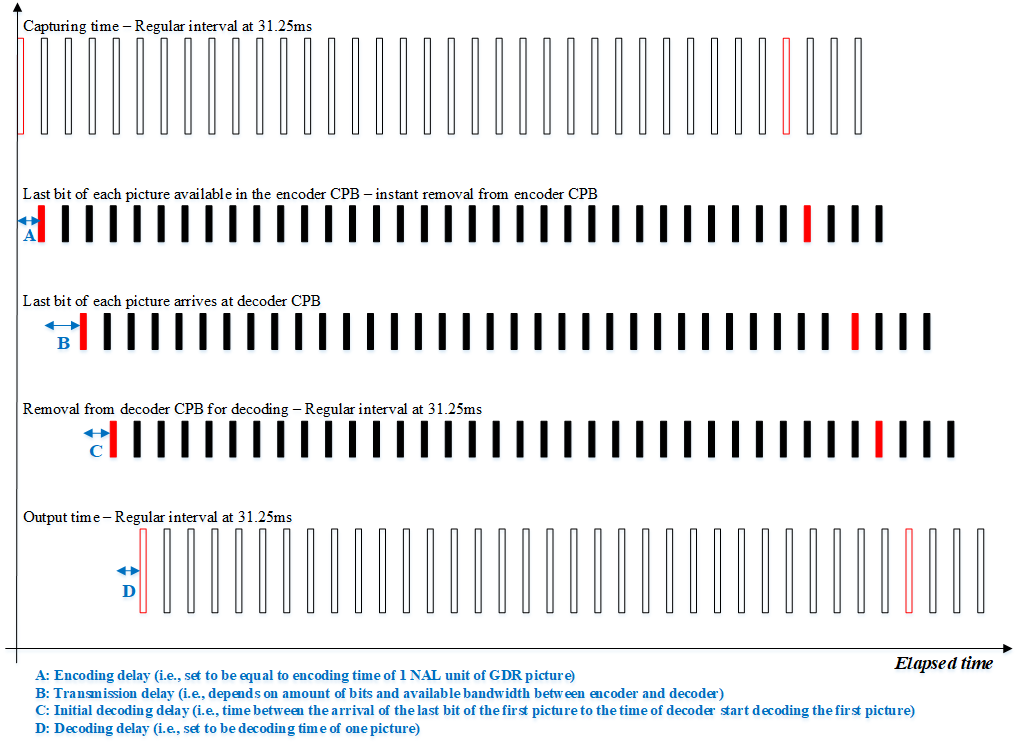 Capturing time – Regular interval at 31.25ms
Last bit of each picture available in the encoder CPB – instant removal from encoder CPB
A
Last bit of each picture arrives at decoder CPB
B
Removal from decoder CPB for decoding – Regular interval at 31.25ms
C
Output time – Regular interval at 31.25ms
D
Elapsed time
A: Encoding delay (i.e., set to be equal to encoding time of 1 NAL unit of GDR picture)
B: Transmission delay (i.e., depends on amount of bits and available bandwidth between encoder and decoder)
C: Initial decoding delay (i.e., time between the arrival of the last bit of the first picture to the time of decoder start decoding the first picture)
D: Decoding delay (i.e., set to be decoding time of one picture)